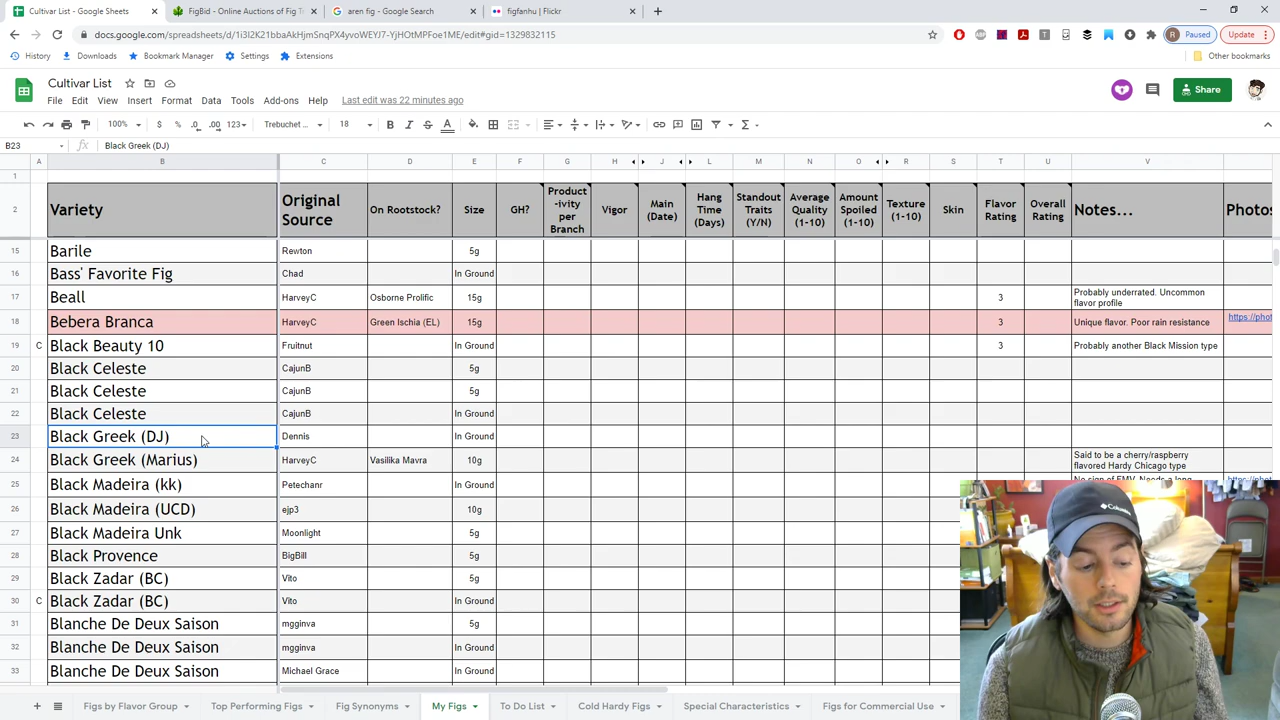 Cultivar List - Google Sheets
FigBid - Online Auctions of Fig T
aren fig - Google Search
figfanhu | Flickr
docs.google.com/spreadsheets/d/1i3I2K21bbaAkHjmSnqPX4yvoWEYJ7-YjHOtMPFoe1ME/edit#gid=1329832115
Paused
Update
History
Downloads
Bookmark Manager
Settings
Extensions
Other bookmarks
Cultivar List
File Edit View Insert Format Data Tools Add-ons Help Last edit was 22 minutes ago
Share
100% $ % .0 .00 123 Trebuchet ... 18 B I S A
B23 fx Black Greek (DJ)
A B C D E F G H J L M N O R S T U V
1
2 Variety Original Source On Rootstock? Size GH? Product-ivity per Branch Vigor Main (Date) Hang Time (Days) Standout Traits (Y/N) Average Quality (1-10) Amount Spoiled (1-10) Texture (1-10) Skin Flavor Rating Overall Rating Notes... Photos
15 Barile Rewton 5g
16 Bass' Favorite Fig Chad In Ground
17 Beall HarveyC Osborne Prolific 15g 3 Probably underrated. Uncommon flavor profile
18 Bebera Branca HarveyC Green Ischia (EL) 15g 3 Unique flavor. Poor rain resistance https://phot
19 C Black Beauty 10 Fruitnut In Ground 3 Probably another Black Mission type
20 Black Celeste CajunB 5g
21 Black Celeste CajunB 5g
22 Black Celeste CajunB In Ground
23 Black Greek (DJ) Dennis In Ground
24 Black Greek (Marius) HarveyC Vasilika Mavra 10g Said to be a cherry/raspberry flavored Hardy Chicago type
25 Black Madeira (kk) Petechanr 5g No sign of FMV. Needs a long
26 Black Madeira (UCD) ejp3 10g
27 Black Madeira Unk Moonlight 5g
28 Black Provence BigBill 5g
29 Black Zadar (BC) Vito 5g
30 C Black Zadar (BC) Vito In Ground
31 Blanche De Deux Saison mgginva 5g
32 Blanche De Deux Saison mgginva In Ground
33 Blanche De Deux Saison Michael Grace In Ground
Columbia
Figs by Flavor Group
Top Performing Figs
Fig Synonyms
My Figs
To Do List
Cold Hardy Figs
Special Characteristics
Figs for Commercial Use